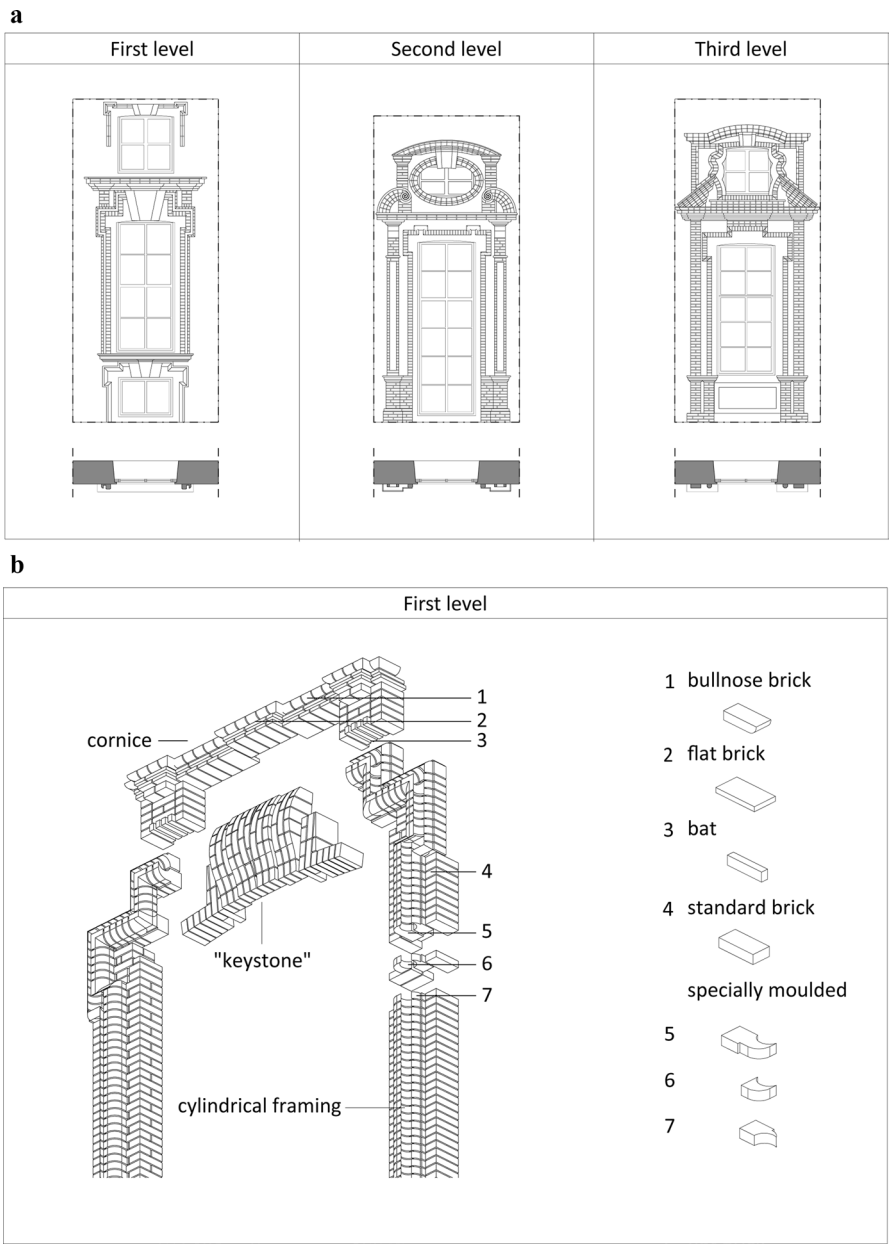 a
First level
Second level
Third level
b
First level
cornice
1
2
3
4
5
6
7
"keystone"
cylindrical framing
1 bullnose brick
2 flat brick
3 bat
4 standard brick
specially moulded
5
6
7